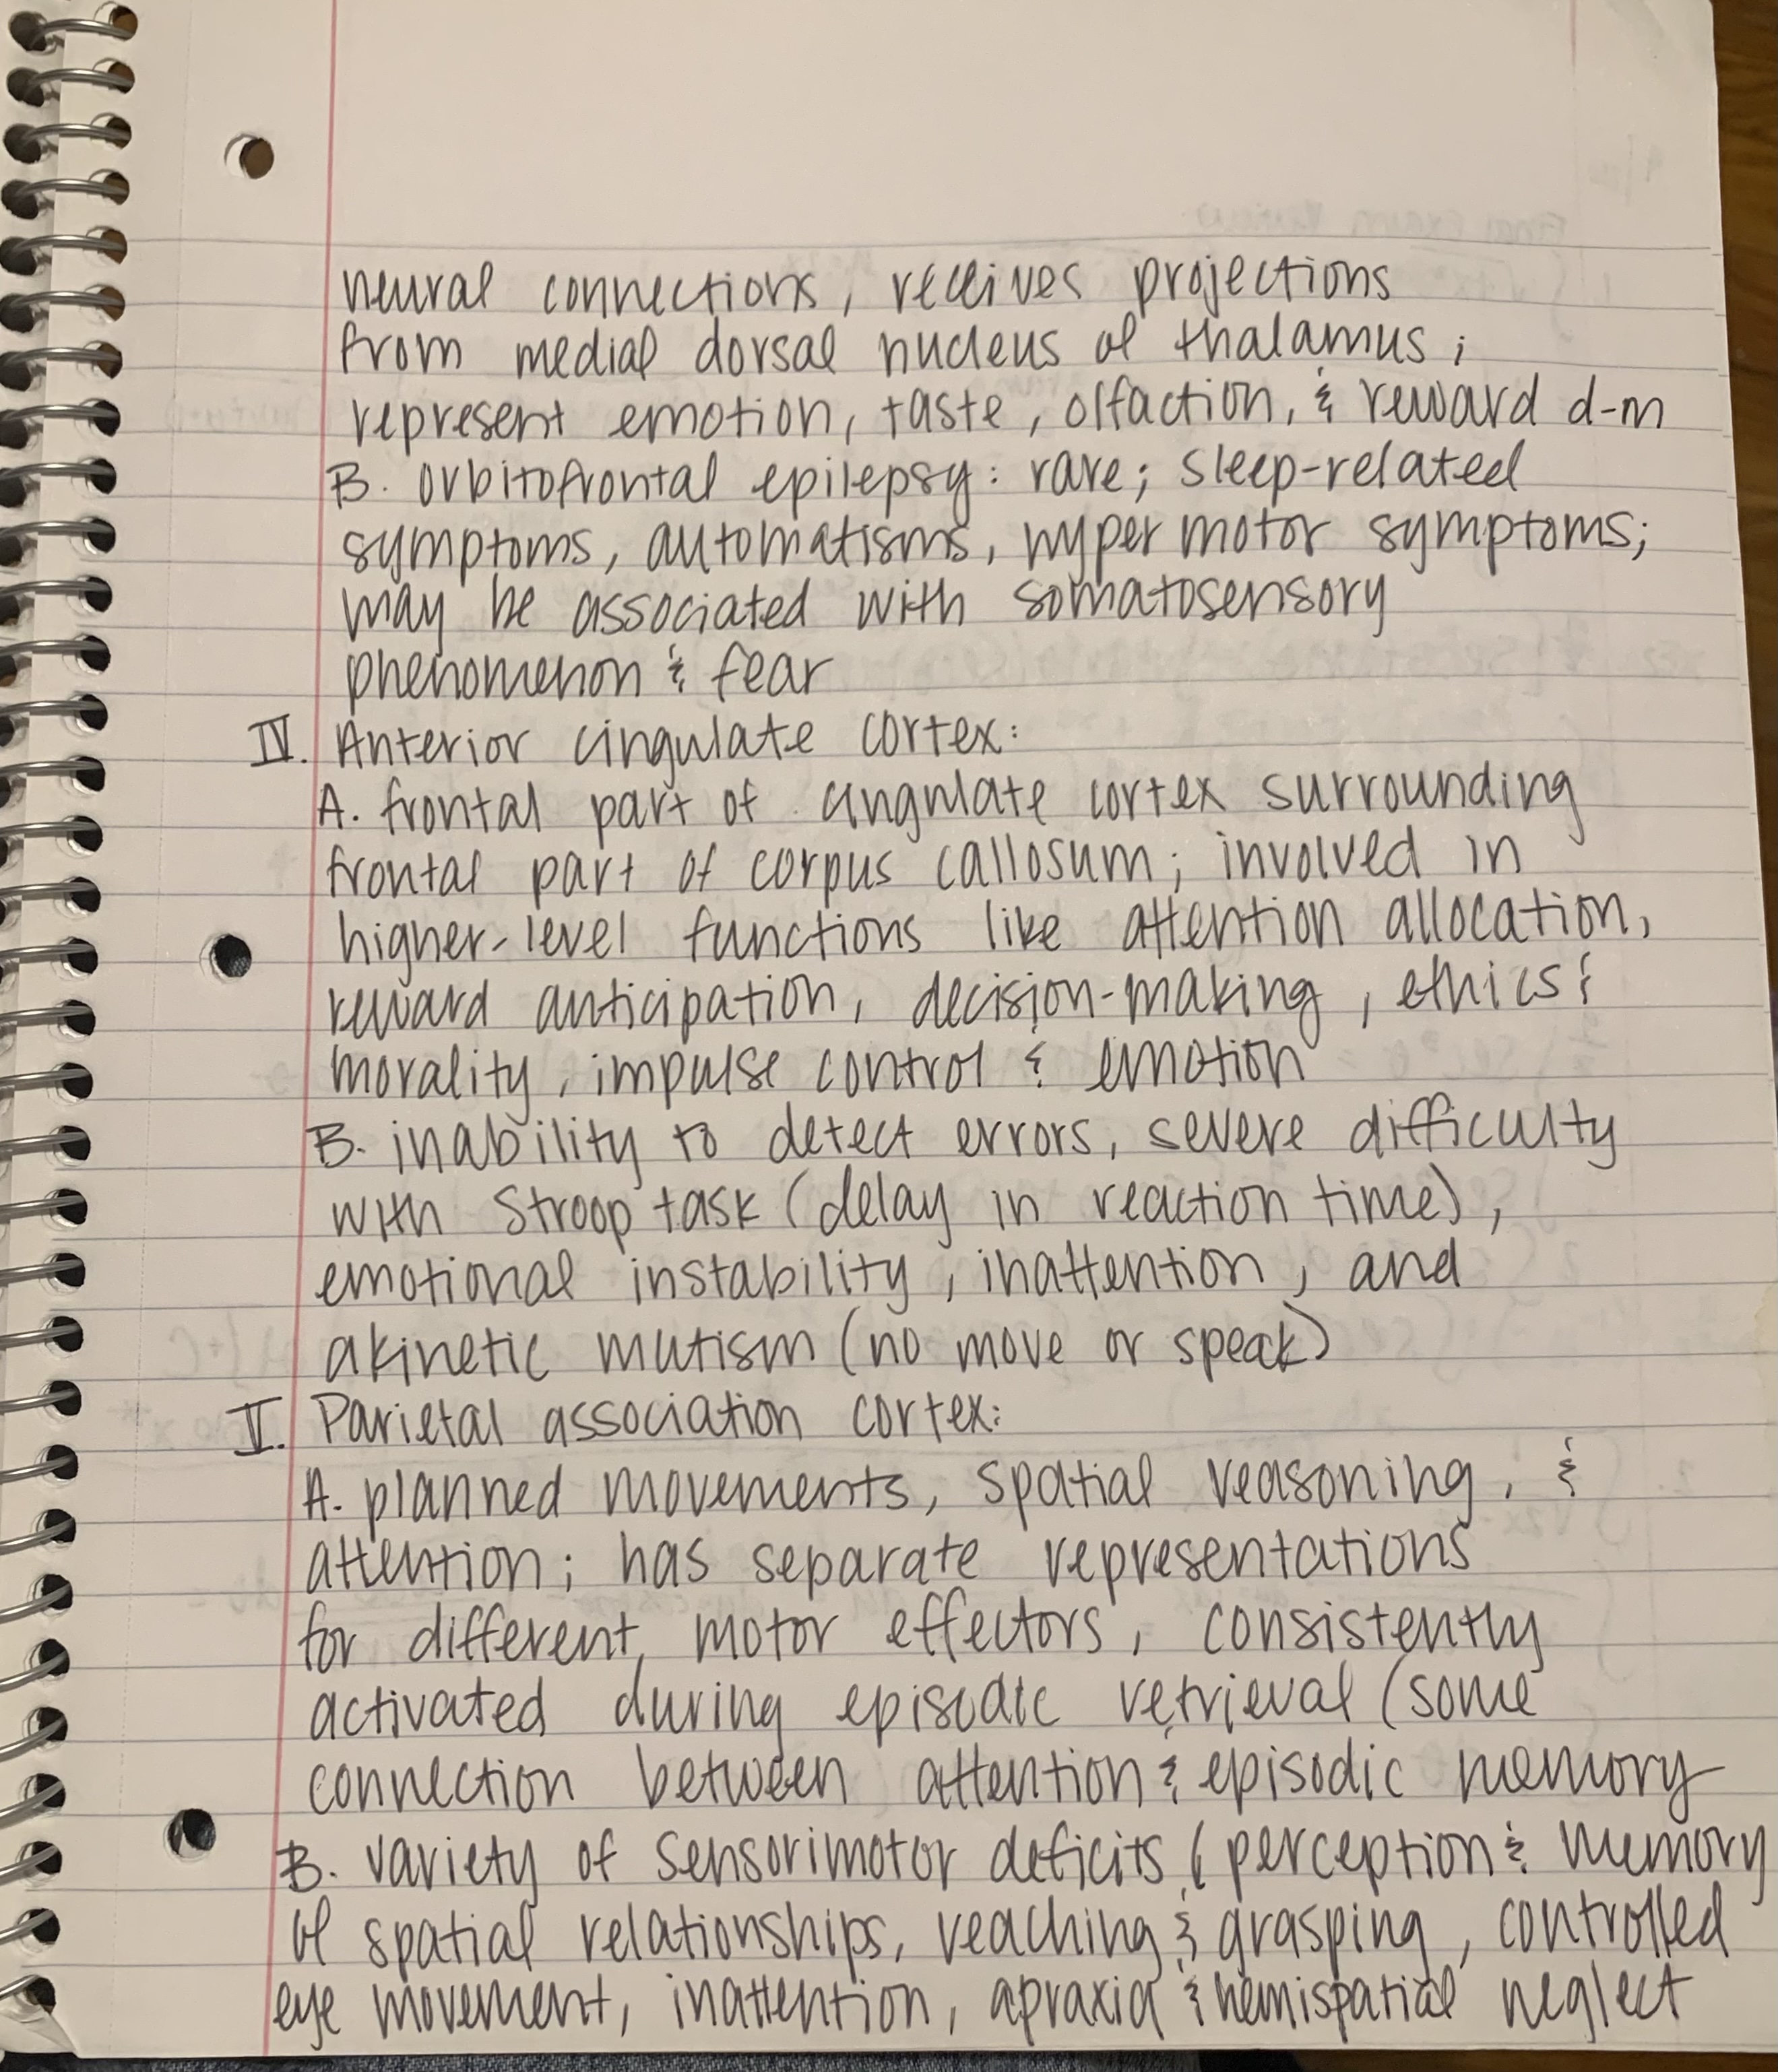 neural connections, receives projections
from medial dorsal nucleus of thalamus;
represent emotion, taste, olfaction, & reward d-m
B. orbitofrontal epilepsy: rare; sleep-related
symptoms, automatisms, hyper motor symptoms;
may be associated with somatosensory
phenomenon & fear
IV. Anterior cingulate cortex:
A. frontal part of cingulate cortex surrounding
frontal part of corpus callosum; involved in
higher-level functions like attention allocation,
reward anticipation, decision-making, ethics &
morality, impulse control & emotion
B. inability to detect errors, severe difficulty
with Stroop task (delay in reaction time),
emotional instability, inattention, and
akinetic mutism (no move or speak)
V. Parietal association cortex:
A. planned movements, spatial reasoning, &
attention; has separate representations
for different motor effectors, consistently
activated during episodic retrieval (some
connection between attention & episodic memory
B. variety of sensorimotor deficits (perception & memory
of spatial relationships, reaching & grasping, controlled
eye movement, inattention, apraxia & hemispatial neglect